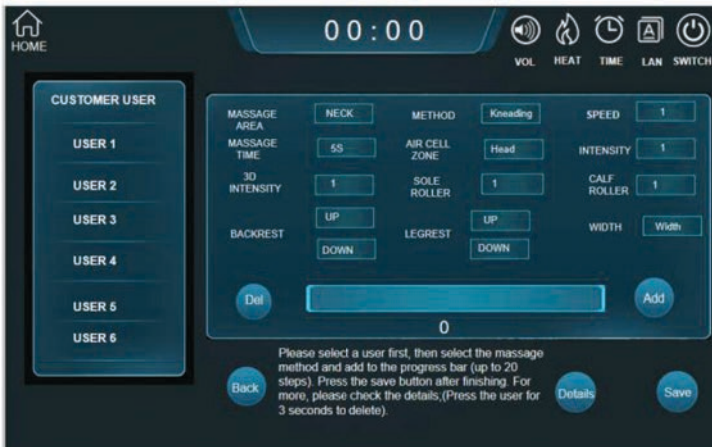 00:00
HOME
VOL HEAT TIME LAN SWITCH
A
CUSTOMER USER
USER 1
USER 2
USER 3
USER 4
USER 5
USER 6
MASSAGE AREA NECK METHOD Kneading SPEED 1
MASSAGE TIME 5S AIR CELL ZONE Head INTENSITY 1
3D INTENSITY 1 SOLE ROLLER 1 CALF ROLLER 1
BACKREST UP DOWN LEGREST UP DOWN WIDTH Width
Del Add
0
Back
Please select a user first, then select the massage
method and add to the progress bar (up to 20
steps). Press the save button after finishing. For
more, please check the details,(Press the user for
3 seconds to delete).
Details
Save